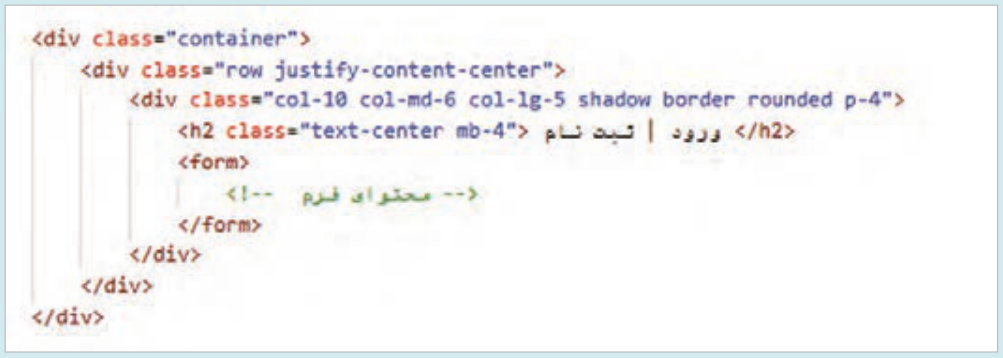 <div class="container">
<div class="row justify-content-center">
<div class="col-10 col-md-6 col-lg-5 shadow border rounded p-4">
<h2 class="text-center mb-4"> ورود | ثبت نام </h2>
<form>
<!-- محتوای فرم -->
</form>
</div>
</div>
</div>